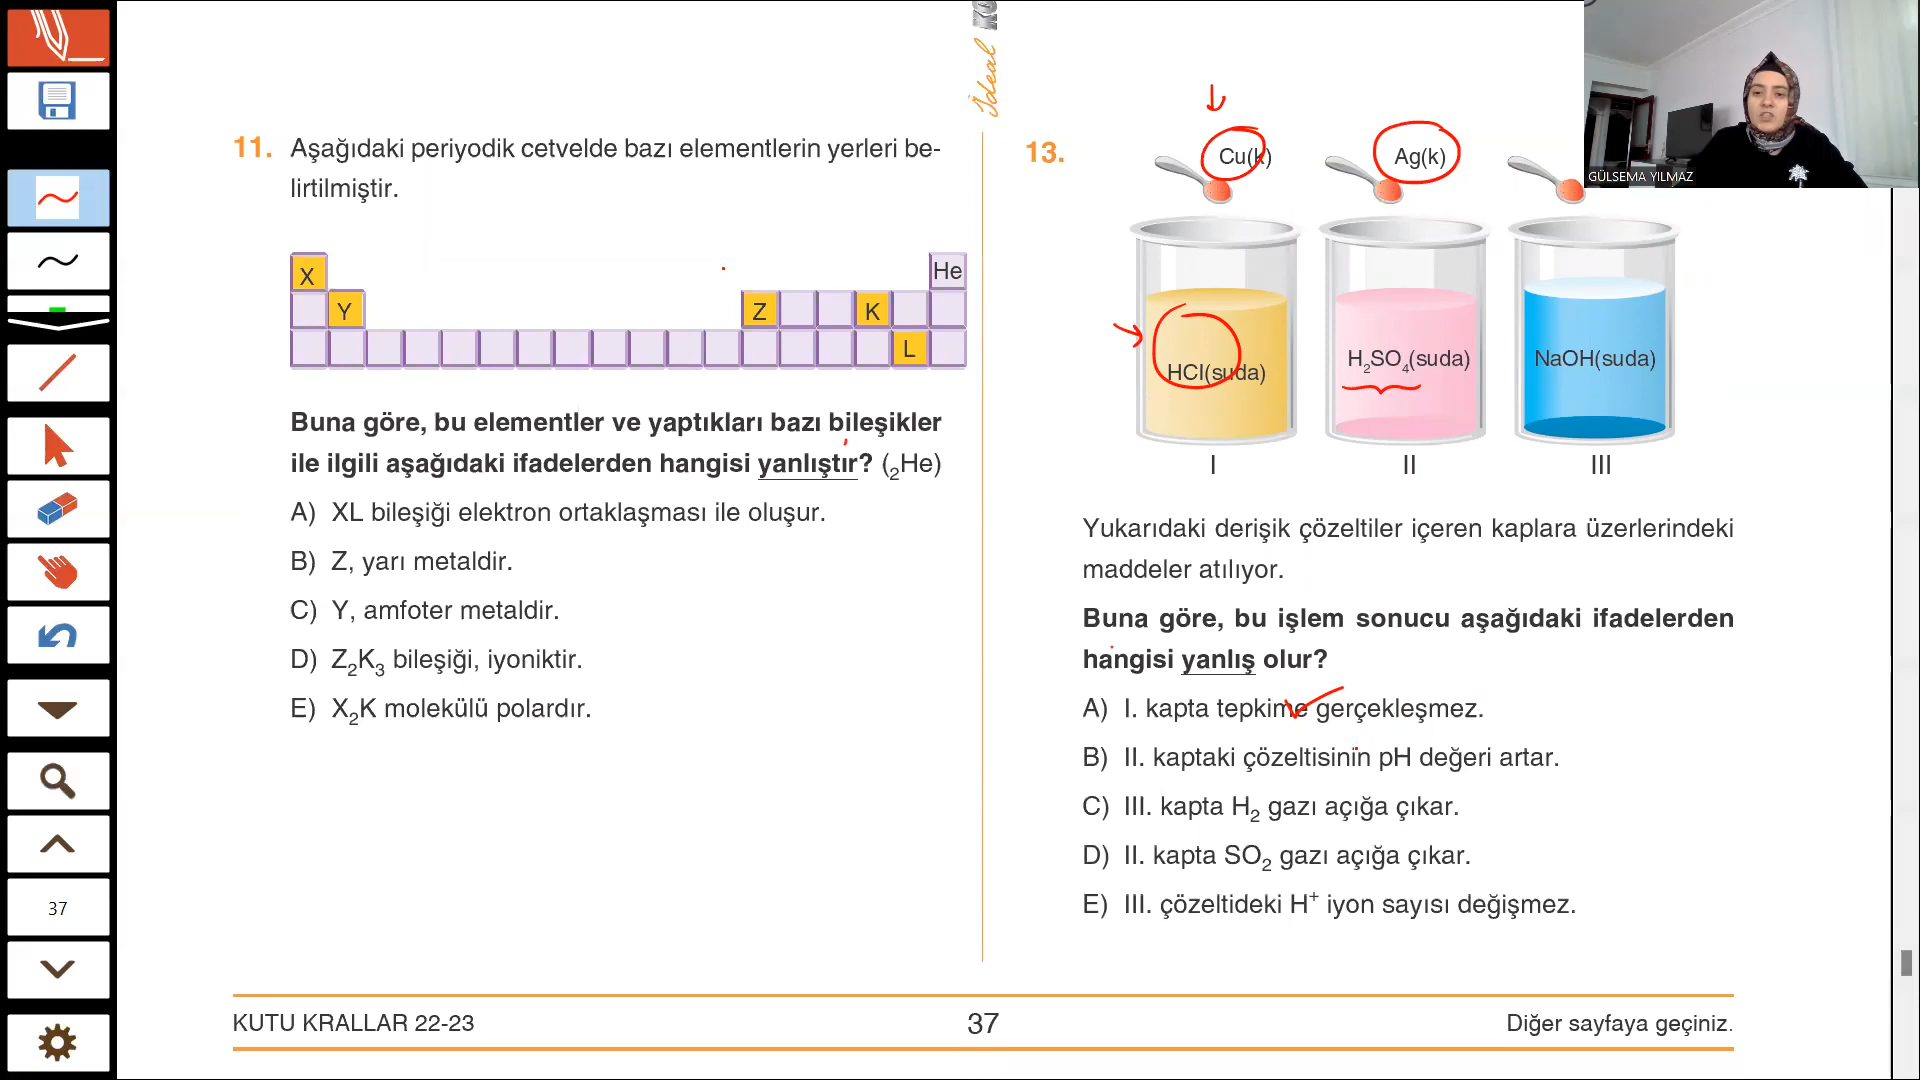 İdeal
11. Aşağıdaki periyodik cetvelde bazı elementlerin yerleri be-
lirtilmiştir.
X
He
Y
Z
K
L
Buna göre, bu elementler ve yaptıkları bazı bileşikler
ile ilgili aşağıdaki ifadelerden hangisi yanlıştır? (₂He)
A) XL bileşiği elektron ortaklaşması ile oluşur.
B) Z, yarı metaldir.
C) Y, amfoter metaldir.
D) Z₂K₃ bileşiği, iyoniktir.
E) X₂K molekülü polardır.
13.
Cu(k)
Ag(k)
HCl(suda)
H₂SO₄(suda)
NaOH(suda)
I
II
III
Yukarıdaki derişik çözeltiler içeren kaplara üzerlerindeki
maddeler atılıyor.
Buna göre, bu işlem sonucu aşağıdaki ifadelerden
hangisi yanlış olur?
A) I. kapta tepkime gerçekleşmez.
B) II. kaptaki çözeltisinin pH değeri artar.
C) III. kapta H₂ gazı açığa çıkar.
D) II. kapta SO₂ gazı açığa çıkar.
E) III. çözeltideki H⁺ iyon sayısı değişmez.
GÜLSEMA YILMAZ
37
KUTU KRALLAR 22-23
37
Diğer sayfaya geçiniz.